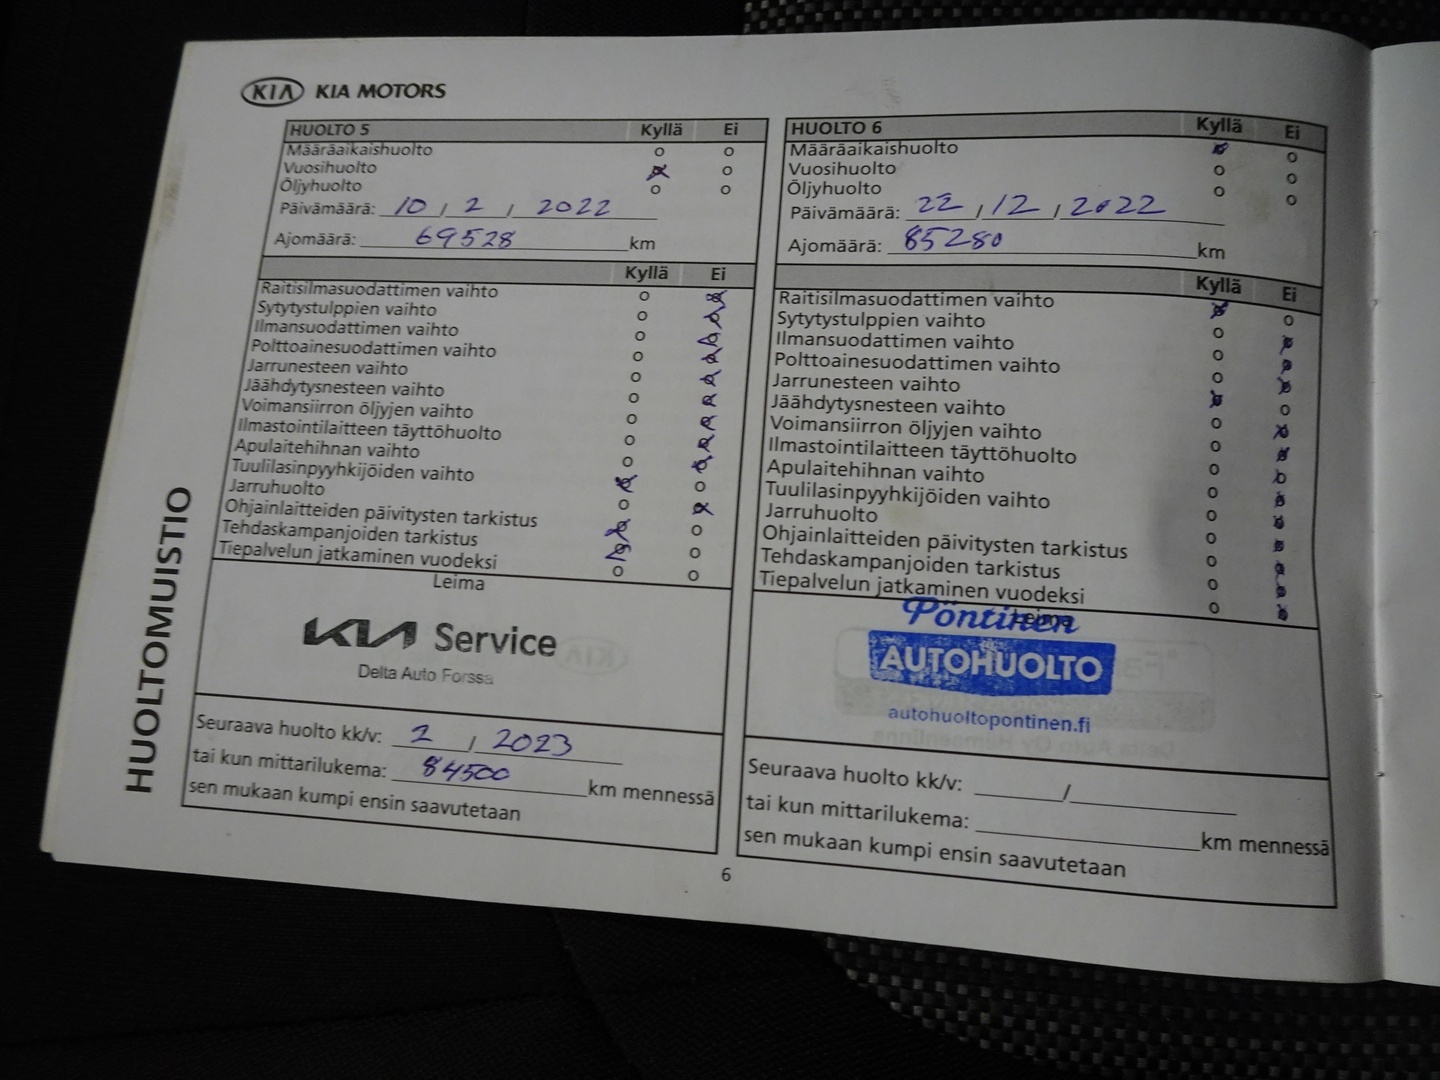 KIA KIA MOTORS
HUOLTO 5 Kyllä Ei
Määräaikaishuolto
Vuosihuolto
Öljyhuolto
Päivämäärä: 10 / 2 / 2022
Ajomäärä: 69528 km
Kyllä Ei
Raitisilmasuodattimen vaihto
Sytytystulppien vaihto
Ilmansuodattimen vaihto
Polttoainesuodattimen vaihto
Jarrunesteen vaihto
Jäähdytysnesteen vaihto
Voimansiirron öljyjen vaihto
Ilmastointilaitteen täyttöhuolto
Apulaitehihnan vaihto
Tuulilasinpyyhkijöiden vaihto
Jarruhuolto
Ohjainlaitteiden päivitysten tarkistus
Tehdaskampanjoiden tarkistus
Tiepalvelun jatkaminen vuodeksi
Leima
KIA Service
Delta Auto Forssa
Seuraava huolto kk/v: 2 / 2023
tai kun mittarilukema: 84500 km mennessä
sen mukaan kumpi ensin saavutetaan
HUOLTO 6 Kyllä Ei
Määräaikaishuolto
Vuosihuolto
Öljyhuolto
Päivämäärä: 22 / 12 / 2022
Ajomäärä: 85280 km
Kyllä Ei
Raitisilmasuodattimen vaihto
Sytytystulppien vaihto
Ilmansuodattimen vaihto
Polttoainesuodattimen vaihto
Jarrunesteen vaihto
Jäähdytysnesteen vaihto
Voimansiirron öljyjen vaihto
Ilmastointilaitteen täyttöhuolto
Apulaitehihnan vaihto
Tuulilasinpyyhkijöiden vaihto
Jarruhuolto
Ohjainlaitteiden päivitysten tarkistus
Tehdaskampanjoiden tarkistus
Tiepalvelun jatkaminen vuodeksi
Leima
Pöntinen
AUTOHUOLTO
autohuoltopontinen.fi
Seuraava huolto kk/v: /
tai kun mittarilukema: km mennessä
sen mukaan kumpi ensin saavutetaan
6
HUOLTOMUISTIO